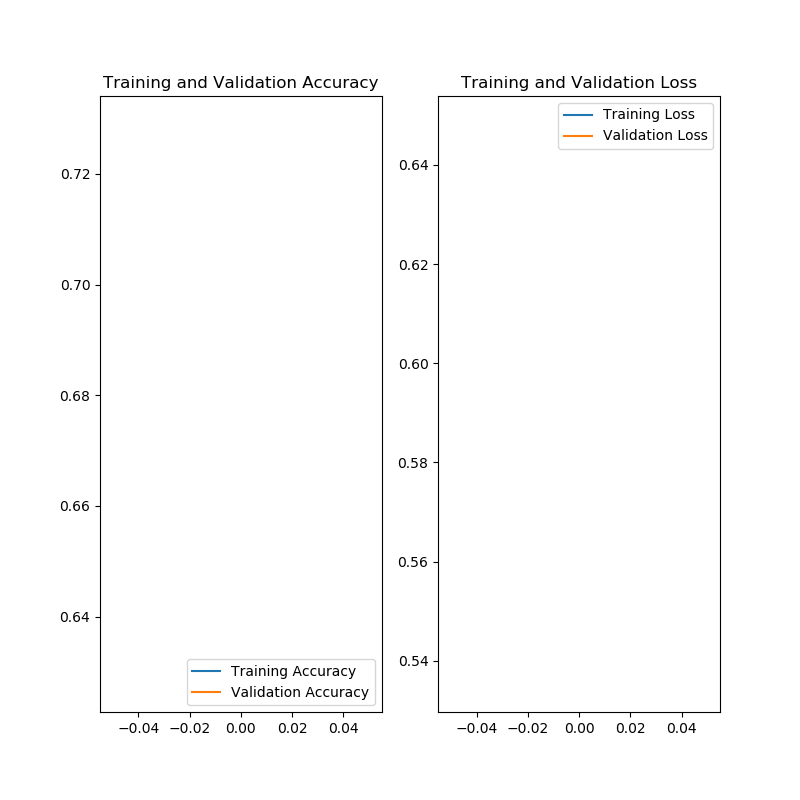 Training and Validation Accuracy
0.72
0.70
0.68
0.66
0.64
Training Accuracy
Validation Accuracy
−0.04 −0.02 0.00 0.02 0.04
Training and Validation Loss
Training Loss
Validation Loss
0.64
0.62
0.60
0.58
0.56
0.54
−0.04 −0.02 0.00 0.02 0.04